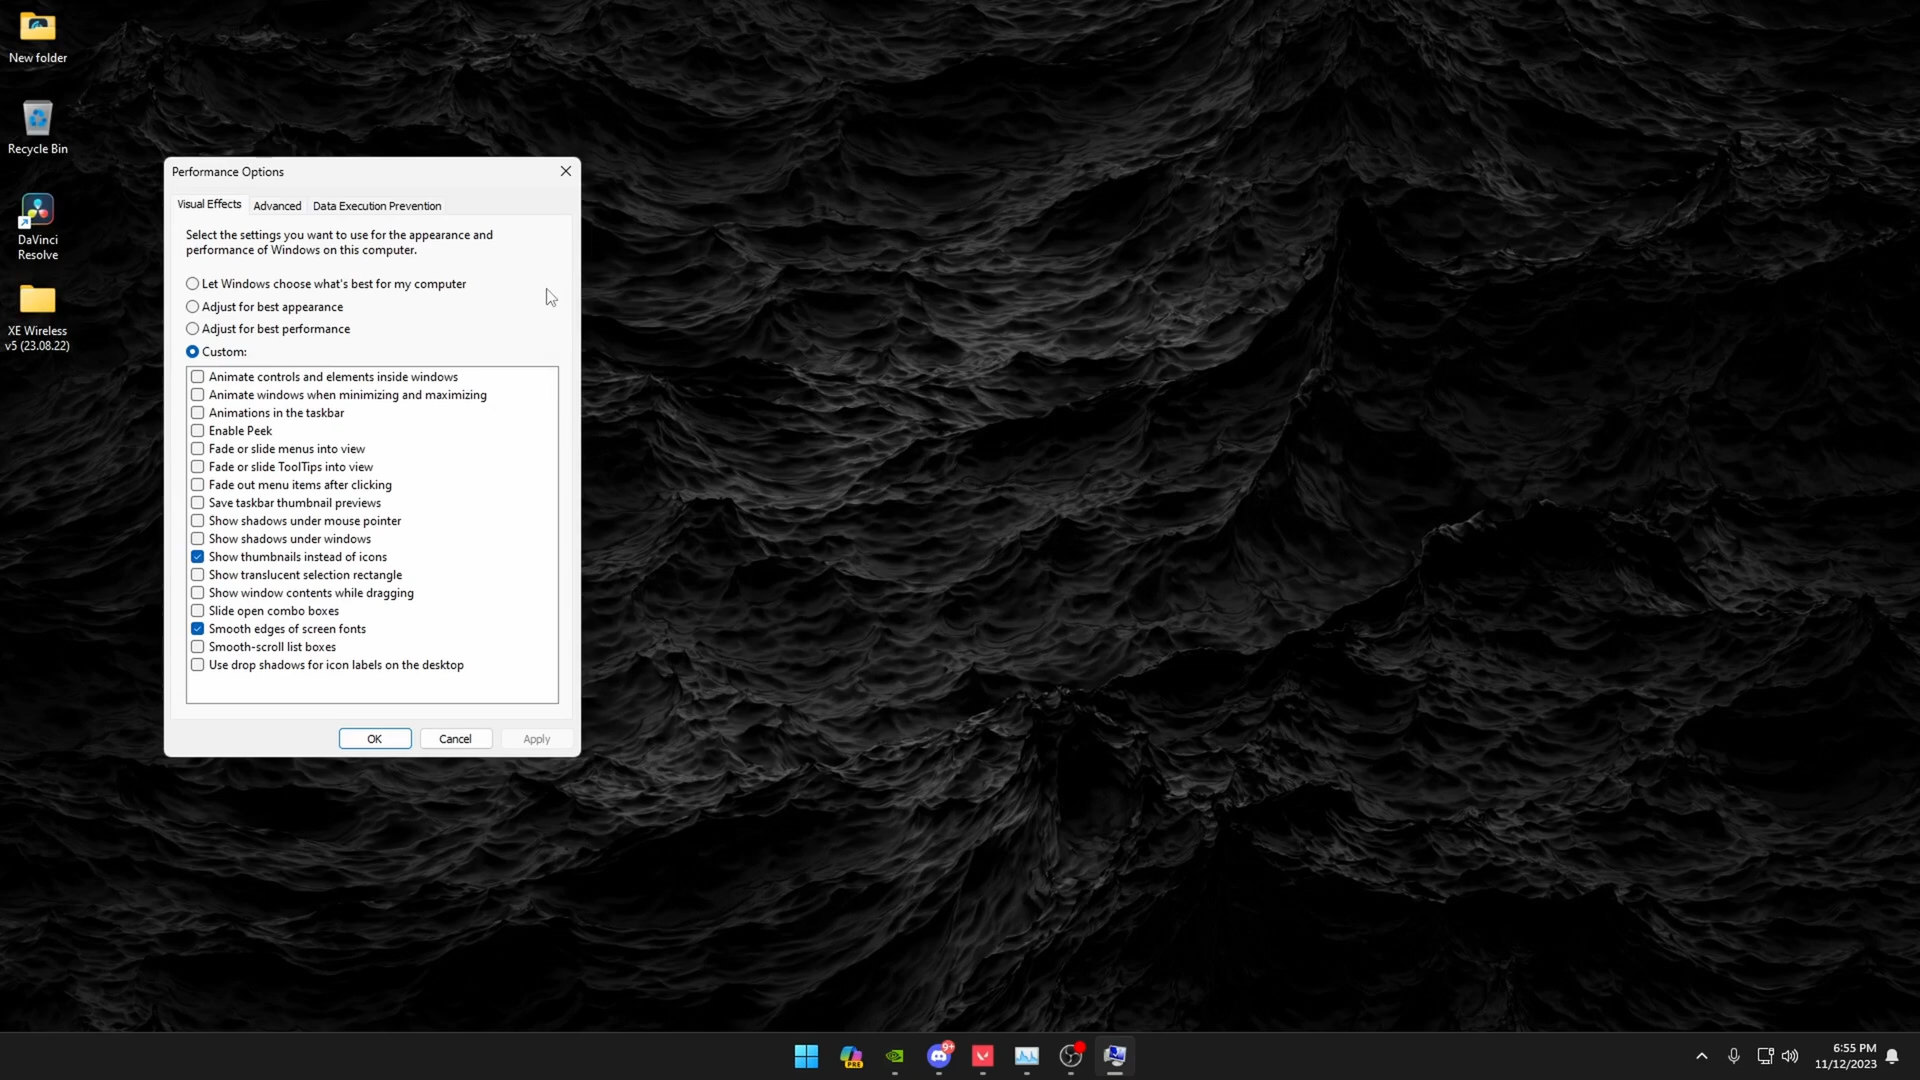 New folder
Recycle Bin
DaVinci
Resolve
XE Wireless
v5 (23.08.22)
Performance Options
Visual Effects
Advanced
Data Execution Prevention
Select the settings you want to use for the appearance and
performance of Windows on this computer.
Let Windows choose what's best for my computer
Adjust for best appearance
Adjust for best performance
Custom:
Animate controls and elements inside windows
Animate windows when minimizing and maximizing
Animations in the taskbar
Enable Peek
Fade or slide menus into view
Fade or slide ToolTips into view
Fade out menu items after clicking
Save taskbar thumbnail previews
Show shadows under mouse pointer
Show shadows under windows
Show thumbnails instead of icons
Show translucent selection rectangle
Show window contents while dragging
Slide open combo boxes
Smooth edges of screen fonts
Smooth-scroll list boxes
Use drop shadows for icon labels on the desktop
OK
Cancel
Apply
PRE
9+
6:55 PM
11/12/2023